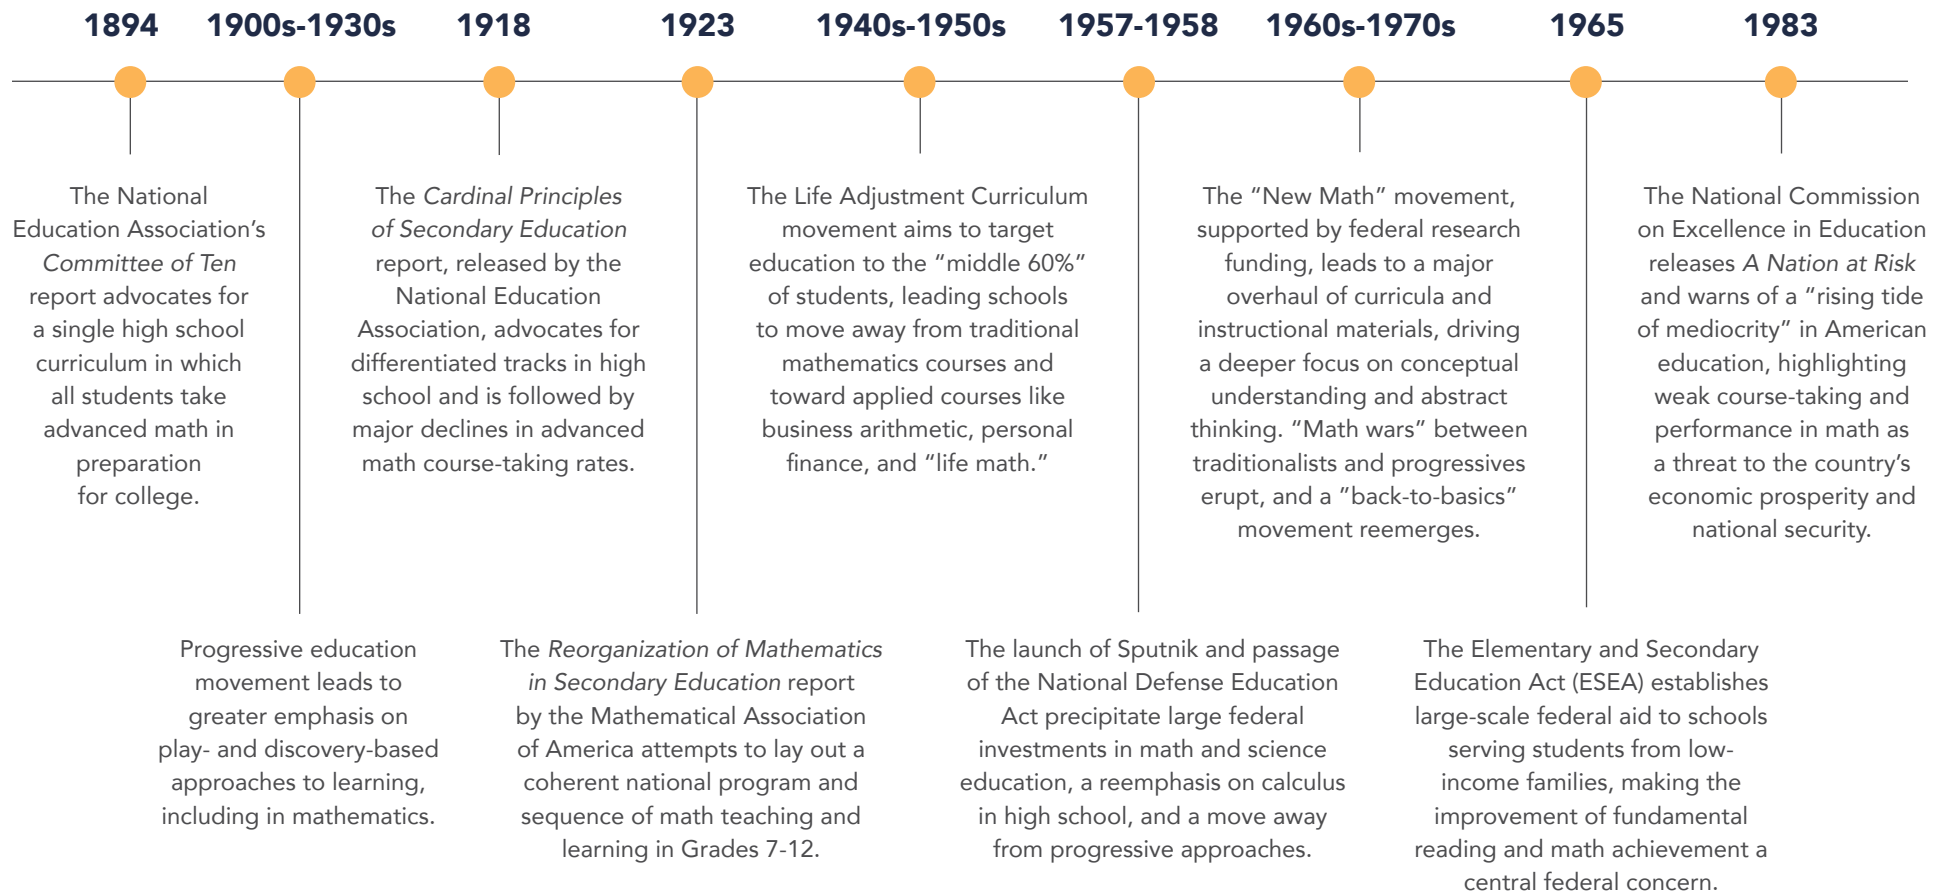 1894
1900s-1930s
1918
1923
1940s-1950s
1957-1958
1960s-1970s
1965
1983
The National
Education Association’s
Committee of Ten
report advocates for
a single high school
curriculum in which
all students take
advanced math in
preparation
for college.
Progressive education
movement leads to
greater emphasis on
play- and discovery-based
approaches to learning,
including in mathematics.
The Cardinal Principles
of Secondary Education
report, released by the
National Education
Association, advocates for
differentiated tracks in high
school and is followed by
major declines in advanced
math course-taking rates.
The Reorganization of Mathematics
in Secondary Education report
by the Mathematical Association
of America attempts to lay out a
coherent national program and
sequence of math teaching and
learning in Grades 7-12.
The Life Adjustment Curriculum
movement aims to target
education to the “middle 60%”
of students, leading schools
to move away from traditional
mathematics courses and
toward applied courses like
business arithmetic, personal
finance, and “life math.”
The launch of Sputnik and passage
of the National Defense Education
Act precipitate large federal
investments in math and science
education, a reemphasis on calculus
in high school, and a move away
from progressive approaches.
The “New Math” movement,
supported by federal research
funding, leads to a major
overhaul of curricula and
instructional materials, driving
a deeper focus on conceptual
understanding and abstract
thinking. “Math wars” between
traditionalists and progressives
erupt, and a “back-to-basics”
movement reemerges.
The Elementary and Secondary
Education Act (ESEA) establishes
large-scale federal aid to schools
serving students from low-
income families, making the
improvement of fundamental
reading and math achievement a
central federal concern.
The National Commission
on Excellence in Education
releases A Nation at Risk
and warns of a “rising tide
of mediocrity” in American
education, highlighting
weak course-taking and
performance in math as
a threat to the country’s
economic prosperity and
national security.